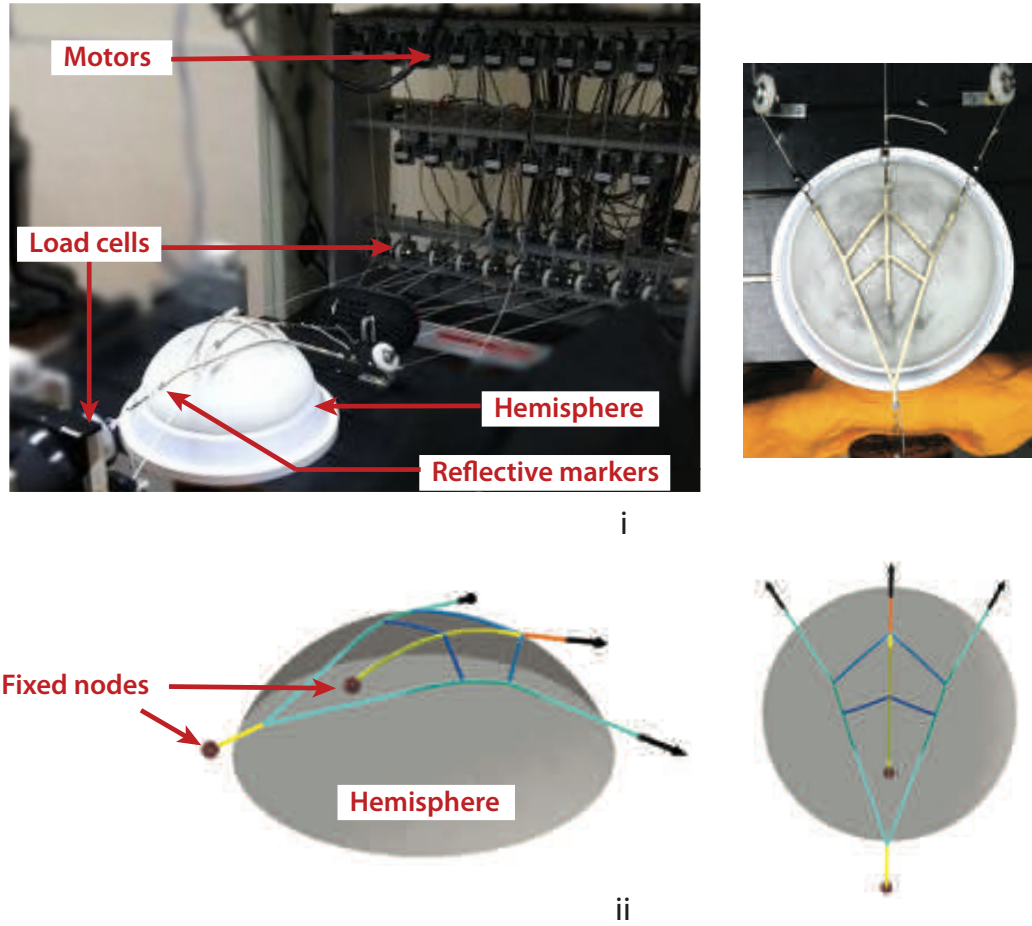 Motors
Load cells
Hemisphere
Reflective markers
i
Fixed nodes
Hemisphere
ii